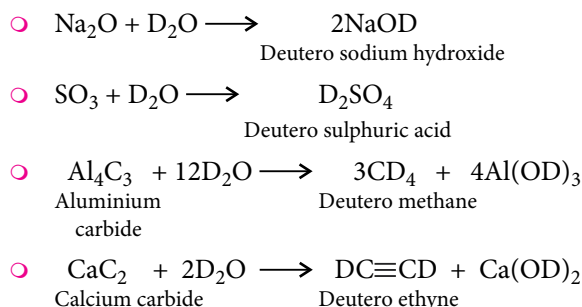 Na₂O + D₂O ⟶ 2NaOD
Deutero sodium hydroxide
SO₃ + D₂O ⟶ D₂SO₄
Deutero sulphuric acid
Al₄C₃ + 12D₂O ⟶ 3CD₄ + 4Al(OD)₃
Aluminium Deutero methane
carbide
CaC₂ + 2D₂O ⟶ DC≡CD + Ca(OD)₂
Calcium carbide Deutero ethyne